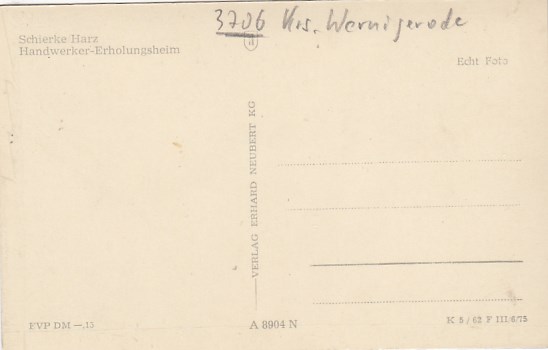 3706 Krs. Wernigerode
Schierke Harz
Handwerker-Erholungsheim
Echt Foto
VERLAG ERHARD NEUBERT KG
EVP DM —.15
A 8904 N
K 5/62 F III/6/75